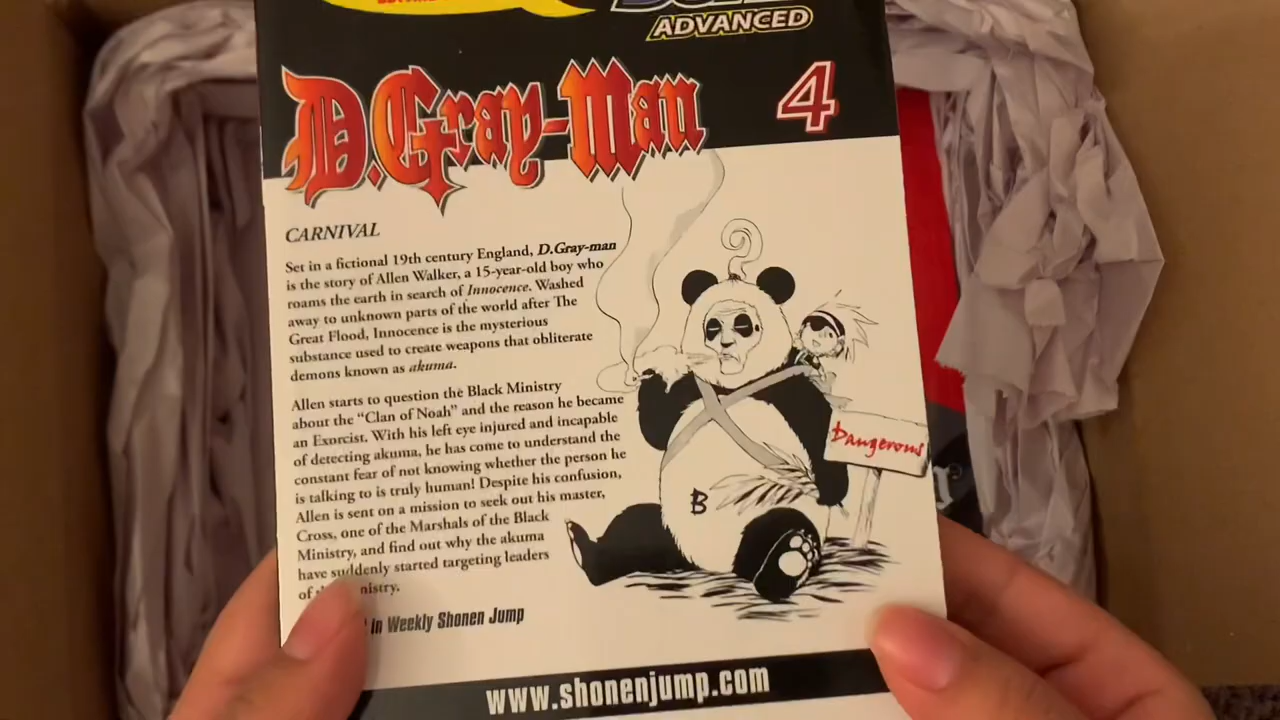 ADVANCED
D.Gray-Man
4
CARNIVAL
Set in a fictional 19th century England, D.Gray-man
is the story of Allen Walker, a 15-year-old boy who
roams the earth in search of Innocence. Washed
away to unknown parts of the world after The
Great Flood, Innocence is the mysterious
substance used to create weapons that obliterate
demons known as akuma.
Allen starts to question the Black Ministry
about the “Clan of Noah” and the reason he became
an Exorcist. With his left eye injured and incapable
of detecting akuma, he has come to understand the
constant fear of not knowing whether the person he
is talking to is truly human! Despite his confusion,
Allen is sent on a mission to seek out his master,
Cross, one of the Marshals of the Black
Ministry, and find out why the akuma
have suddenly started targeting leaders
of
Dangerous
B
in Weekly Shonen Jump
www.shonenjump.com